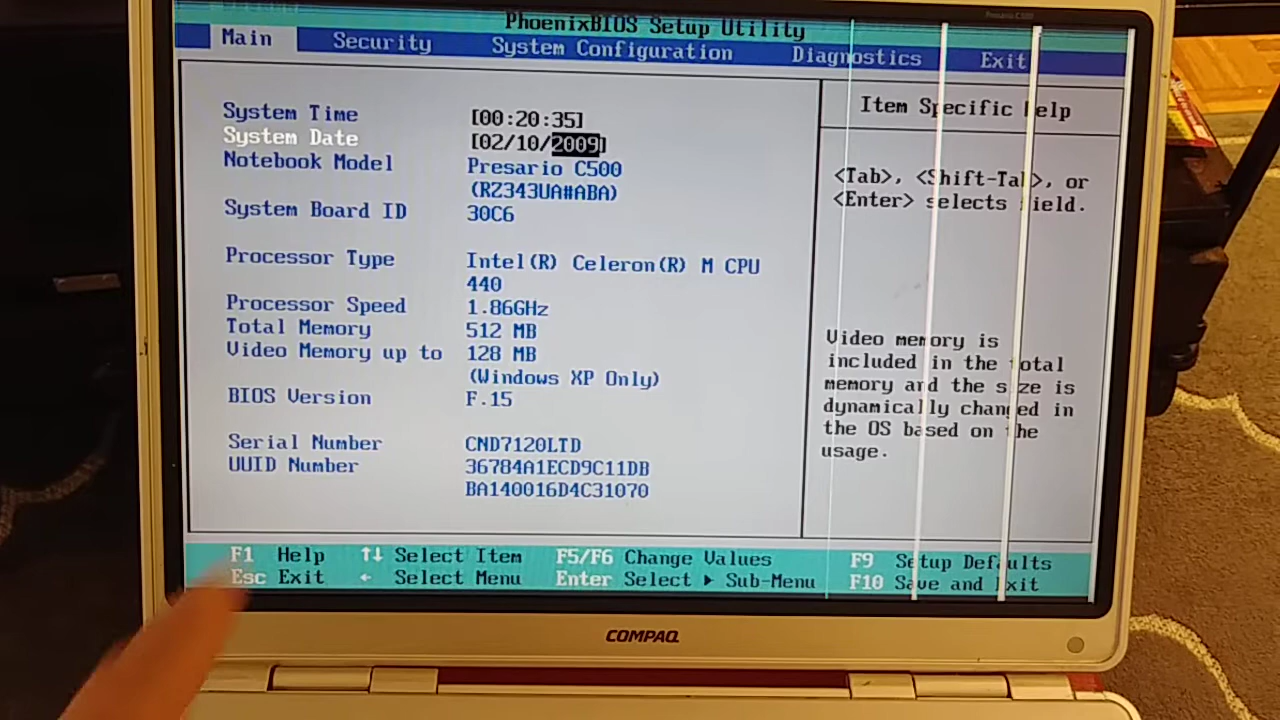 Presario C500
PhoenixBIOS Setup Utility
Main Security System Configuration Diagnostics Exit
System Time [00:20:35]
System Date [02/10/2009]
Notebook Model Presario C500
(RZ343UA#ABA)
System Board ID 30C6
Processor Type Intel(R) Celeron(R) M CPU
440
Processor Speed 1.86GHz
Total Memory 512 MB
Video Memory up to 128 MB
(Windows XP Only)
BIOS Version F.15
Serial Number CND7120LTD
UUID Number 36784A1ECD9C11DB
BA140016D4C31070
Item Specific Help
<Tab>, <Shift-Tab>, or
<Enter> selects field.
Video memory is
included in the total
memory and the size is
dynamically changed in
the OS based on the
usage.
F1 Help ↑↓ Select Item F5/F6 Change Values F9 Setup Defaults
Esc Exit ← Select Menu Enter Select ▶ Sub-Menu F10 Save and Exit
COMPAQ